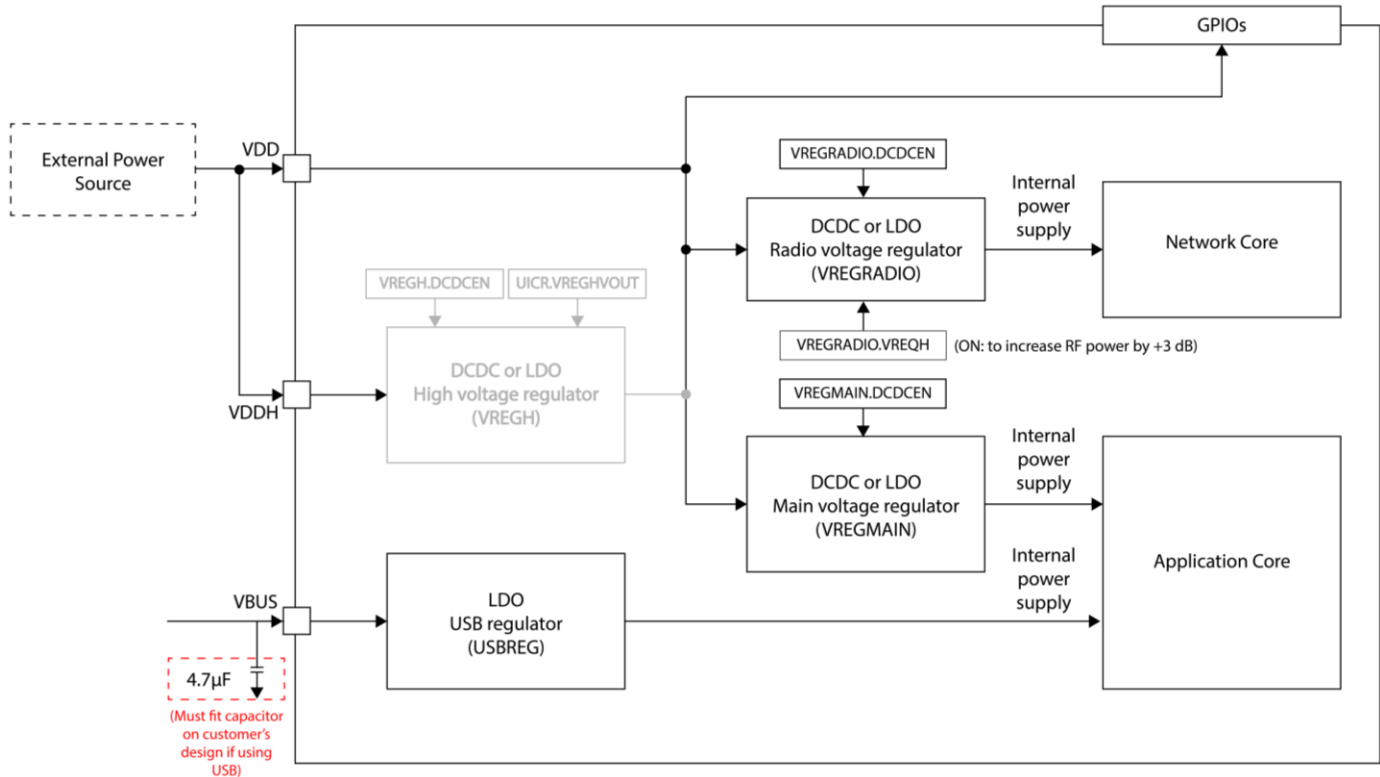 GPIOs
External Power
Source
VDD
VREGRADIO.DCDCEN
DCDC or LDO
Radio voltage regulator
(VREGRADIO)
Internal
power
supply
Network Core
VREGH.DCDCEN
UICR.VREGHVOUT
VREGRADIO.VREQH
(ON: to increase RF power by +3 dB)
DCDC or LDO
High voltage regulator
(VREGH)
VDDH
VREGMAIN.DCDCEN
DCDC or LDO
Main voltage regulator
(VREGMAIN)
Internal
power
supply
Application Core
Internal
power
supply
VBUS
LDO
USB regulator
(USBREG)
4.7µF
(Must fit capacitor
on customer's
design if using
USB)